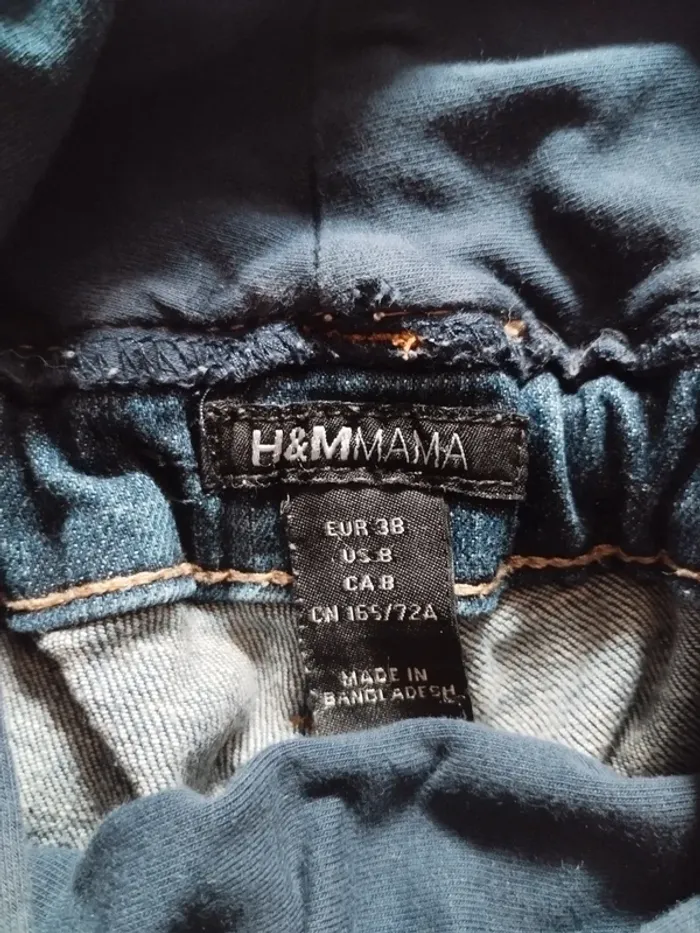 H&MMAMA
EUR 38
US 8
CA 8
CN 165/72A
MADE IN
BANGLADESH